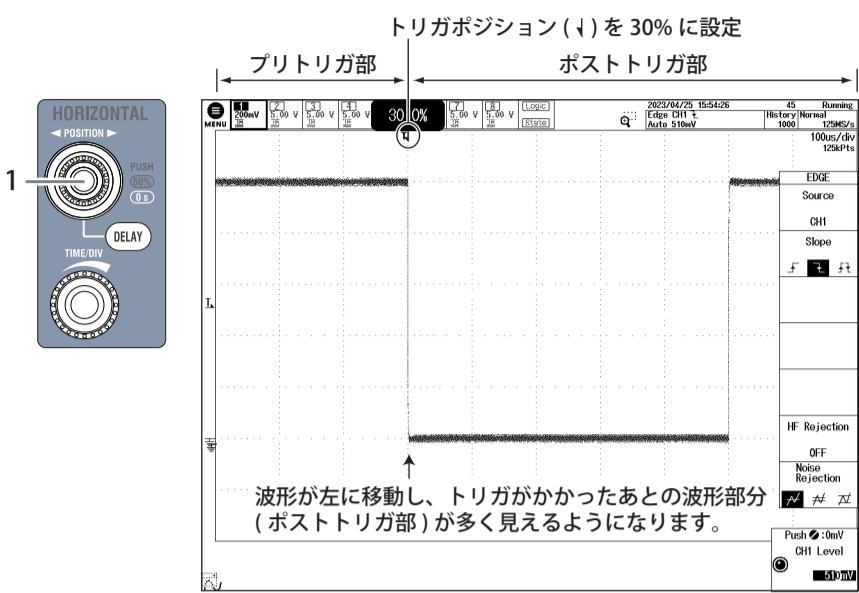 トリガポジション ( ) を 30% に設定
プリトリガ部
ポストトリガ部
HORIZONTAL
◀ POSITION ▶
PUSH
50%
0 s
DELAY
TIME/DIV
1
MENU
1 200mV
2 5.00 V
3 5.00 V
4 5.00 V
30.0%
7 5.00 V
8 5.00 V
Logic
State
2023/04/25 15:54:26
Edge CH1
Auto 510mV
45 Running
History Normal
1000 125MS/s
100us/div
125kPts
T
T
EDGE
Source
CH1
Slope
HF Rejection
OFF
Noise
Rejection
波形が左に移動し、トリガがかかったあとの波形部分
( ポストトリガ部 ) が多く見えるようになります。
Push :0mV
CH1 Level
510mV